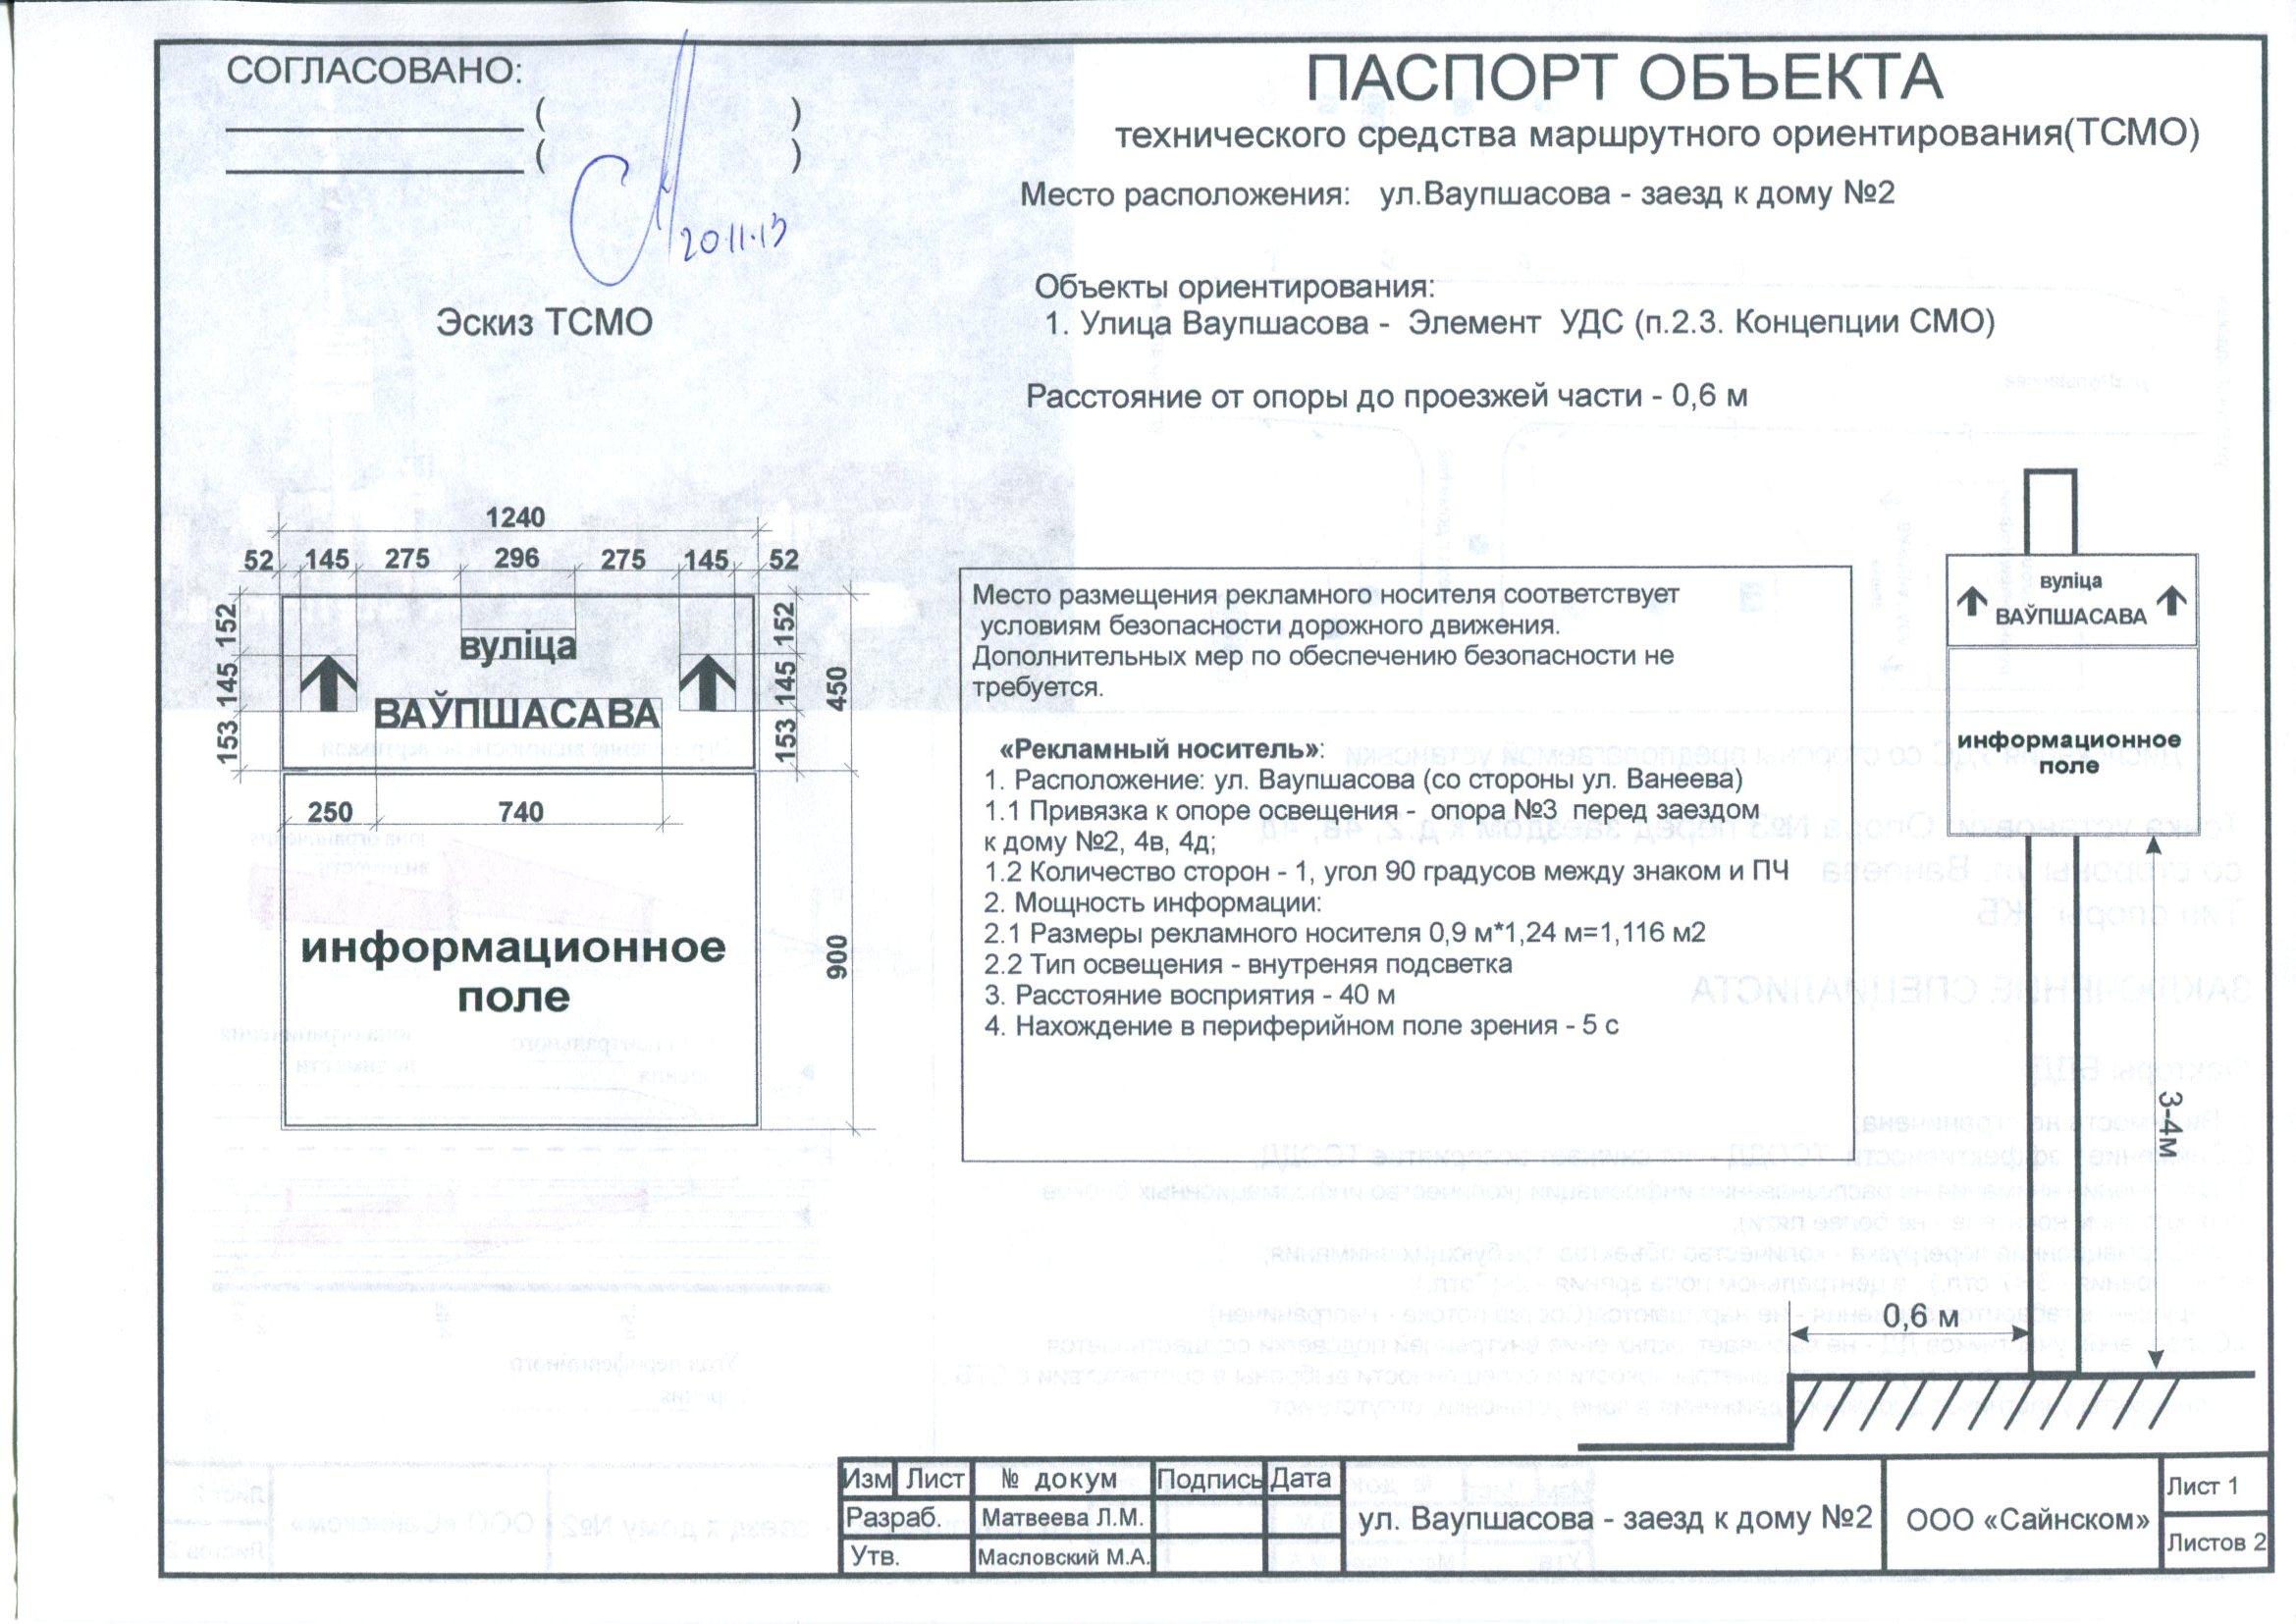 СОГЛАСОВАНО:
( )
( )
20.11.13
Эскиз ТСМО
ПАСПОРТ ОБЪЕКТА
технического средства маршрутного ориентирования(ТСМО)
Место расположения: ул.Ваупшасова - заезд к дому №2
Объекты ориентирования:
1. Улица Ваупшасова - Элемент УДС (п.2.3. Концепции СМО)
Расстояние от опоры до проезжей части - 0,6 м
1240
52 145 275 296 275 145 52
152
145
153
вуліца
ВАЎПШАСАВА
152
145
153
450
250 740
информационное
поле
900
Место размещения рекламного носителя соответствует
условиям безопасности дорожного движения.
Дополнительных мер по обеспечению безопасности не
требуется.
«Рекламный носитель»:
1. Расположение: ул. Ваупшасова (со стороны ул. Ванеева)
1.1 Привязка к опоре освещения - опора №3 перед заездом
к дому №2, 4в, 4д;
1.2 Количество сторон - 1, угол 90 градусов между знаком и ПЧ
2. Мощность информации:
2.1 Размеры рекламного носителя 0,9 м*1,24 м=1,116 м2
2.2 Тип освещения - внутреняя подсветка
3. Расстояние восприятия - 40 м
4. Нахождение в периферийном поле зрения - 5 с
вуліца
ВАЎПШАСАВА
информационное
поле
3-4м
0,6 м
Изм Лист № докум Подпись Дата
Разраб. Матвеева Л.М.
Утв. Масловский М.А.
ул. Ваупшасова - заезд к дому №2
ООО «Сайнском»
Лист 1
Листов 2